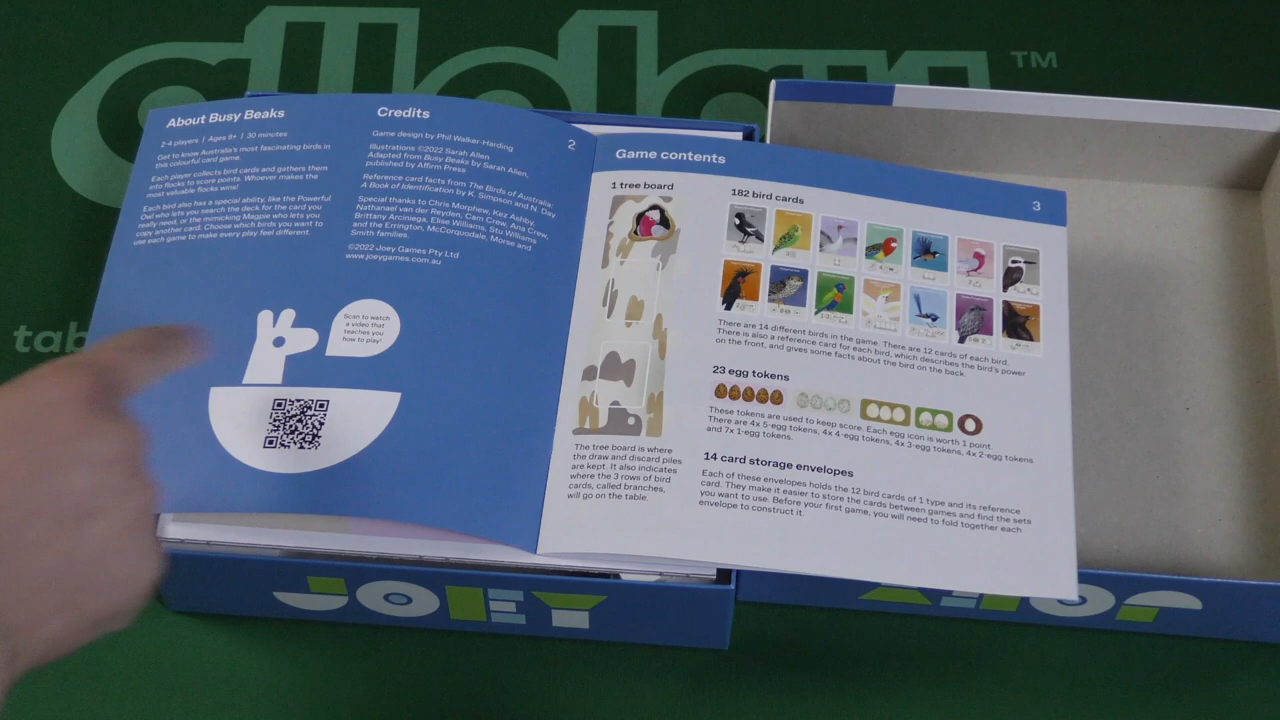 TM
About Busy Beaks
2-4 players | Ages 8+ | 30 minutes
Get to know Australia's most fascinating birds in
this colourful card game.
Each player collects bird cards and gathers them
into flocks to score points. Whoever makes the
most valuable flocks wins!
Each bird also has a special ability, like the Powerful
Owl who lets you search the deck for the card you
really need, or the mimicking Magpie who lets you
copy another card. Choose which birds you want to
use each game to make every play feel different.
Scan to watch
a video that
teaches you
how to play!
Credits
2
Game design by Phil Walker-Harding
Illustrations ©2022 Sarah Allen
Adapted from Busy Beaks by Sarah Allen,
published by Affirm Press
Reference card facts from The Birds of Australia:
A Book of Identification by K. Simpson and N. Day
Special thanks to Chris Morphew, Kez Ashby,
Nathanael van der Reyden, Cam Crew, Ana Crew,
Brittany Arciniega, Elise Williams, Stu Williams
and the Errington, McCorquodale, Morse and
Smith families.
©2022 Joey Games Pty Ltd
www.joeygames.com.au
Game contents
3
1 tree board
The tree board is where
the draw and discard piles
are kept. It also indicates
where the 3 rows of bird
cards, called branches,
will go on the table.
182 bird cards
There are 14 different birds in the game. There are 12 cards of each bird.
There is also a reference card for each bird, which describes the bird's power
on the front, and gives some facts about the bird on the back.
23 egg tokens
These tokens are used to keep score. Each egg icon is worth 1 point.
There are 4x 5-egg tokens, 4x 4-egg tokens, 4x 3-egg tokens, 4x 2-egg tokens
and 7x 1-egg tokens.
14 card storage envelopes
Each of these envelopes holds the 12 bird cards of 1 type and its reference
card. They make it easier to store the cards between games and find the sets
you want to use. Before your first game, you will need to fold together each
envelope to construct it.
tab
JOEY
JOEY